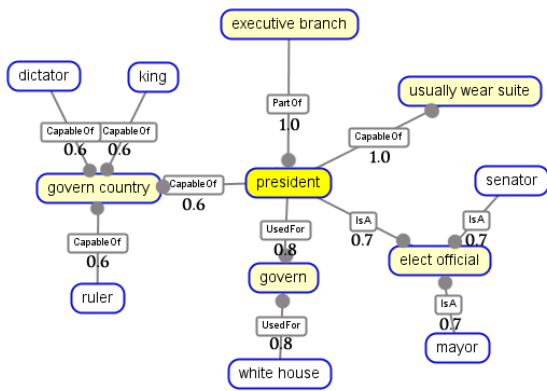 executive branch
dictator
king
usually wear suite
PartOf
1.0
CapableOf
0.6
CapableOf
0.6
CapableOf
1.0
govern country
CapableOf
0.6
president
senator
IsA
0.7
IsA
0.7
UsedFor
0.8
CapableOf
0.6
elect official
govern
ruler
IsA
0.7
UsedFor
0.8
mayor
white house